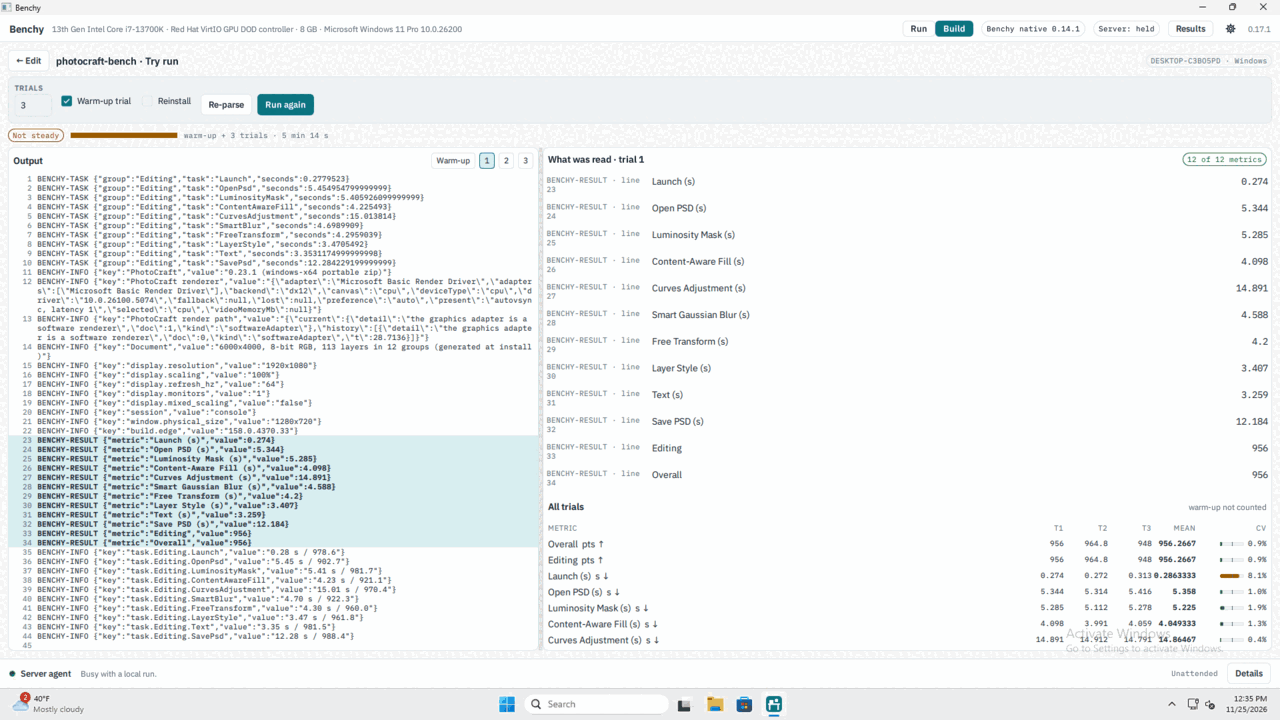 Benchy
Benchy 13th Gen Intel Core i7-13700K · Red Hat VirtIO GPU DOD controller · 8 GB · Microsoft Windows 11 Pro 10.0.26200 Run Build Benchy native 0.14.1 Server: held Results 0.17.1
← Edit photocraft-bench · Try run DESKTOP-C3BO5PD · Windows
TRIALS
3 Warm-up trial Reinstall Re-parse Run again
Not steady warm-up + 3 trials · 5 min 14 s
Output Warm-up 1 2 3
1 BENCHY-TASK {"group":"Editing","task":"Launch","seconds":0.2779523}
2 BENCHY-TASK {"group":"Editing","task":"OpenPsd","seconds":5.454954799999999}
3 BENCHY-TASK {"group":"Editing","task":"LuminosityMask","seconds":5.405926099999999}
4 BENCHY-TASK {"group":"Editing","task":"ContentAwareFill","seconds":4.225493}
5 BENCHY-TASK {"group":"Editing","task":"CurvesAdjustment","seconds":15.013814}
6 BENCHY-TASK {"group":"Editing","task":"SmartBlur","seconds":4.6989909}
7 BENCHY-TASK {"group":"Editing","task":"FreeTransform","seconds":4.2959039}
8 BENCHY-TASK {"group":"Editing","task":"LayerStyle","seconds":3.4705492}
9 BENCHY-TASK {"group":"Editing","task":"Text","seconds":3.3531174999999998}
10 BENCHY-TASK {"group":"Editing","task":"SavePsd","seconds":12.284229199999999}
11 BENCHY-INFO {"key":"PhotoCraft","value":"0.23.1 (windows-x64 portable zip)"}
12 BENCHY-INFO {"key":"PhotoCraft renderer","value":"{\"adapter\":\"Microsoft Basic Render Driver\",\"adapter
s\":[\"Microsoft Basic Render Driver\"],\"backend\":\"dx12\",\"canvas\":\"cpu\",\"deviceType\":\"cpu\",\"d
river\":\"10.0.26100.5074\",\"fallback\":null,\"lost\":null,\"preference\":\"auto\",\"present\":\"autovsyn
c, latency 1\",\"selected\":\"cpu\",\"videoMemoryMb\":null}"}
13 BENCHY-INFO {"key":"PhotoCraft render path","value":"{\"current\":{\"detail\":\"the graphics adapter is a
software renderer\",\"doc\":1,\"kind\":\"softwareAdapter\"},\"history\":[{\"detail\":\"the graphics adapte
r is a software renderer\",\"doc\":0,\"kind\":\"softwareAdapter\",\"t\":28.7136}]}"}
14 BENCHY-INFO {"key":"Document","value":"6000x4000, 8-bit RGB, 113 layers in 12 groups (generated at install
)"}
15 BENCHY-INFO {"key":"display.resolution","value":"1920x1080"}
16 BENCHY-INFO {"key":"display.scaling","value":"100%"}
17 BENCHY-INFO {"key":"display.refresh_hz","value":"64"}
18 BENCHY-INFO {"key":"display.monitors","value":"1"}
19 BENCHY-INFO {"key":"display.mixed_scaling","value":"false"}
20 BENCHY-INFO {"key":"session","value":"console"}
21 BENCHY-INFO {"key":"window.physical_size","value":"1280x720"}
22 BENCHY-INFO {"key":"build.edge","value":"158.0.4370.33"}
23 BENCHY-RESULT {"metric":"Launch (s)","value":0.274}
24 BENCHY-RESULT {"metric":"Open PSD (s)","value":5.344}
25 BENCHY-RESULT {"metric":"Luminosity Mask (s)","value":5.285}
26 BENCHY-RESULT {"metric":"Content-Aware Fill (s)","value":4.098}
27 BENCHY-RESULT {"metric":"Curves Adjustment (s)","value":14.891}
28 BENCHY-RESULT {"metric":"Smart Gaussian Blur (s)","value":4.588}
29 BENCHY-RESULT {"metric":"Free Transform (s)","value":4.2}
30 BENCHY-RESULT {"metric":"Layer Style (s)","value":3.407}
31 BENCHY-RESULT {"metric":"Text (s)","value":3.259}
32 BENCHY-RESULT {"metric":"Save PSD (s)","value":12.184}
33 BENCHY-RESULT {"metric":"Editing","value":956}
34 BENCHY-RESULT {"metric":"Overall","value":956}
35 BENCHY-INFO {"key":"task.Editing.Launch","value":"0.28 s / 978.6"}
36 BENCHY-INFO {"key":"task.Editing.OpenPsd","value":"5.45 s / 982.7"}
37 BENCHY-INFO {"key":"task.Editing.LuminosityMask","value":"5.41 s / 981.7"}
38 BENCHY-INFO {"key":"task.Editing.ContentAwareFill","value":"4.23 s / 921.1"}
39 BENCHY-INFO {"key":"task.Editing.CurvesAdjustment","value":"15.01 s / 970.4"}
40 BENCHY-INFO {"key":"task.Editing.SmartBlur","value":"4.70 s / 922.3"}
41 BENCHY-INFO {"key":"task.Editing.FreeTransform","value":"4.30 s / 960.0"}
42 BENCHY-INFO {"key":"task.Editing.LayerStyle","value":"3.47 s / 961.8"}
43 BENCHY-INFO {"key":"task.Editing.Text","value":"3.35 s / 981.5"}
44 BENCHY-INFO {"key":"task.Editing.SavePsd","value":"12.28 s / 988.4"}
45
What was read · trial 1 12 of 12 metrics
BENCHY-RESULT · line 23 Launch (s) 0.274
BENCHY-RESULT · line 24 Open PSD (s) 5.344
BENCHY-RESULT · line 25 Luminosity Mask (s) 5.285
BENCHY-RESULT · line 26 Content-Aware Fill (s) 4.098
BENCHY-RESULT · line 27 Curves Adjustment (s) 14.891
BENCHY-RESULT · line 28 Smart Gaussian Blur (s) 4.588
BENCHY-RESULT · line 29 Free Transform (s) 4.2
BENCHY-RESULT · line 30 Layer Style (s) 3.407
BENCHY-RESULT · line 31 Text (s) 3.259
BENCHY-RESULT · line 32 Save PSD (s) 12.184
BENCHY-RESULT · line 33 Editing 956
BENCHY-RESULT · line 34 Overall 956
All trials warm-up not counted
METRIC T1 T2 T3 MEAN CV
Overall pts ↑ 956 964.8 948 956.2667 0.9%
Editing pts ↑ 956 964.8 948 956.2667 0.9%
Launch (s) s ↓ 0.274 0.272 0.313 0.2863333 8.1%
Open PSD (s) s ↓ 5.344 5.314 5.416 5.358 1.0%
Luminosity Mask (s) s ↓ 5.285 5.112 5.278 5.225 1.9%
Content-Aware Fill (s) s ↓ 4.098 3.991 4.059 4.049333 1.3%
Curves Adjustment (s) s ↓ 14.891 14.912 14.791 14.86467 0.4%
Activate Windows
Go to Settings to activate Windows.
Server agent Busy with a local run. Unattended Details
2 40°F
Mostly cloudy
Search
12:35 PM
11/25/2026